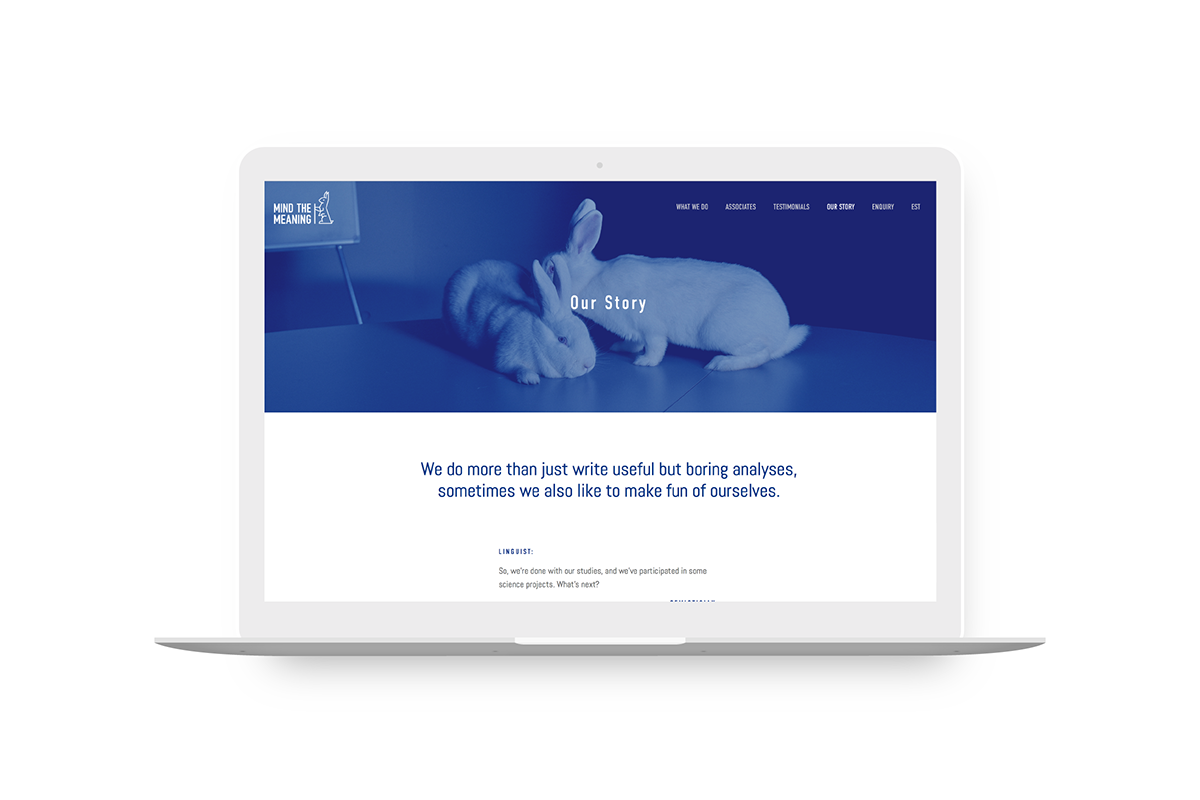 MIND THE
MEANING
WHAT WE DO
ASSOCIATES
TESTIMONIALS
OUR STORY
ENQUIRY
EST
Our Story
We do more than just write useful but boring analyses,
sometimes we also like to make fun of ourselves.
LINGUIST:
So, we're done with our studies, and we've participated in some
science projects. What's next?